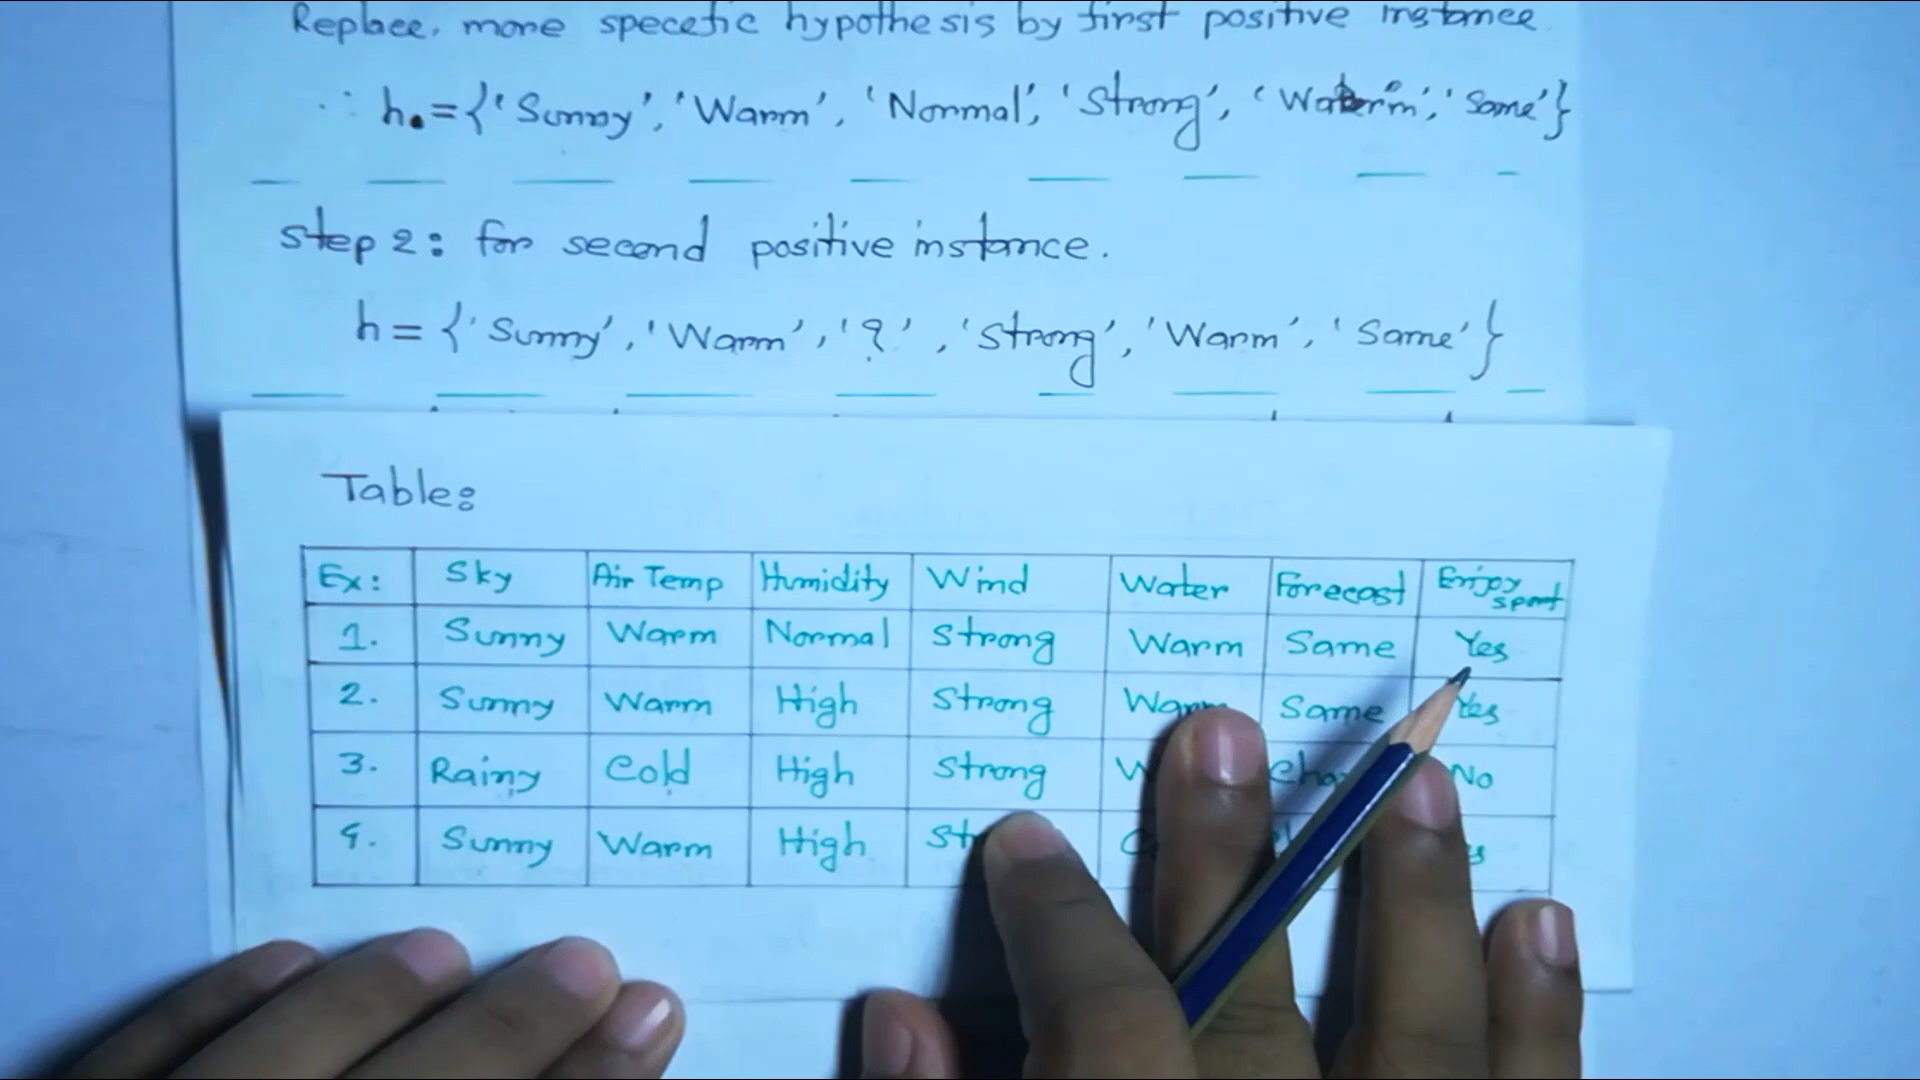 Replace, more specefic hypothesis by first positive instance
∴ h. = {'Sunny', 'Warm', 'Normal', 'Strong', 'Warm', 'Same'}
Step 2: for second positive instance.
h = {'Sunny', 'Warm', '?', 'Strong', 'Warm', 'Same'}
Table:
Ex: Sky Air Temp Humidity Wind Water Forecast Enjoy sport
1. Sunny Warm Normal Strong Warm Same Yes
2. Sunny Warm High Strong Warm Same Yes
3. Rainy Cold High Strong No
4. Sunny Warm High